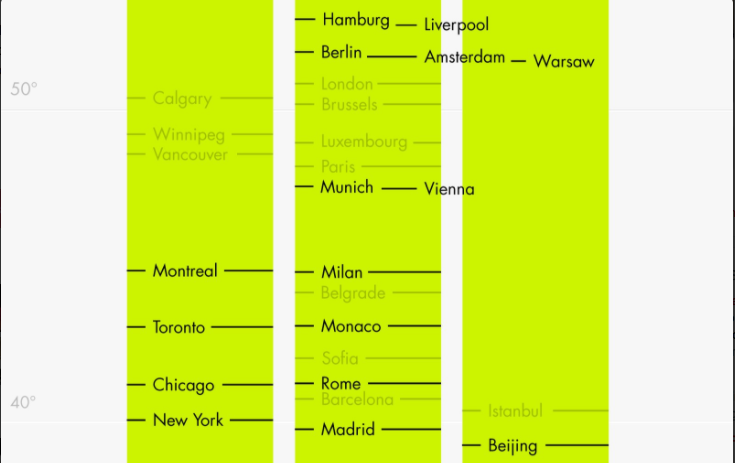 Hamburg
Liverpool
Berlin
Amsterdam
Warsaw
London
50°
Calgary
Brussels
Winnipeg
Luxembourg
Vancouver
Paris
Munich
Vienna
Montreal
Milan
Belgrade
Toronto
Monaco
Sofia
Chicago
Rome
Barcelona
40°
Istanbul
New York
Madrid
Beijing